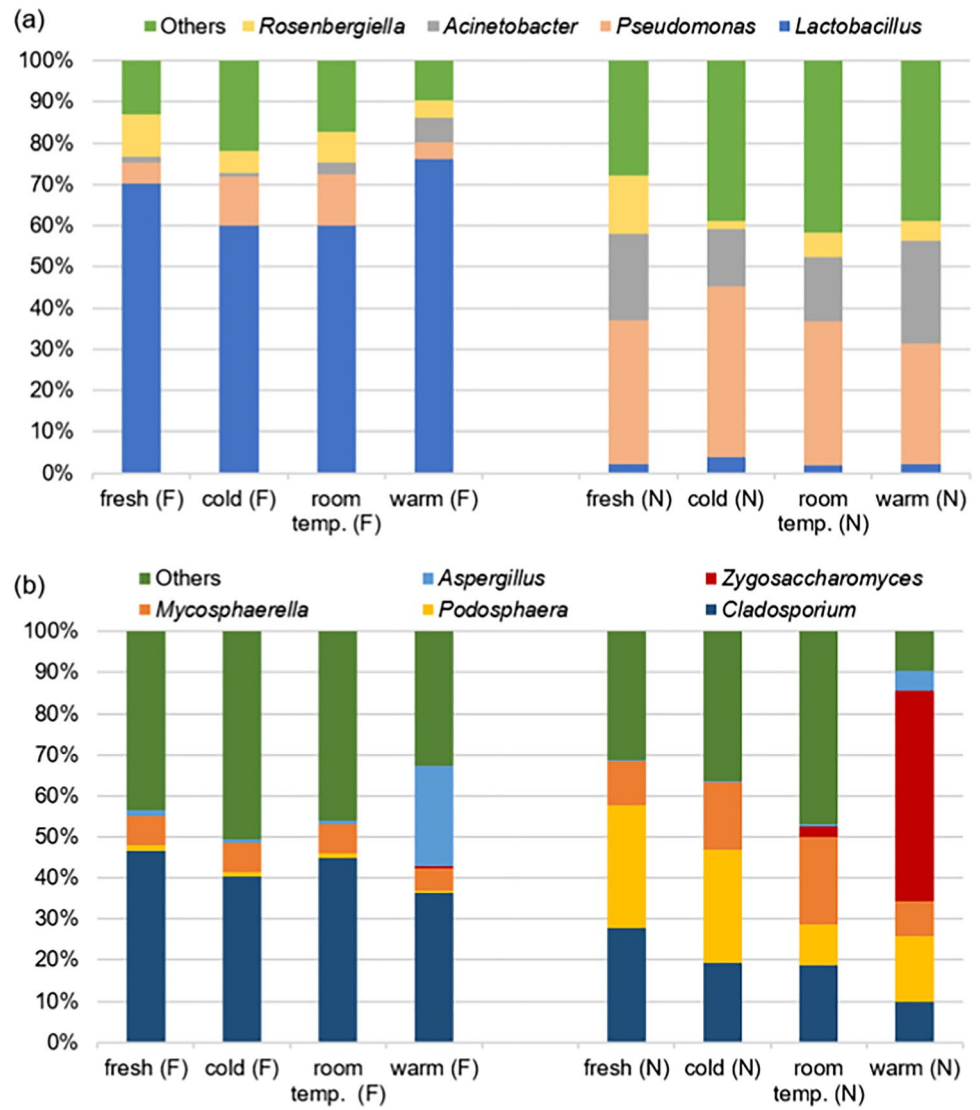 (a)
Others Rosenbergiella Acinetobacter Pseudomonas Lactobacillus
100%
90%
80%
70%
60%
50%
40%
30%
20%
10%
0%
fresh (F) cold (F) room warm (F) fresh (N) cold (N) room warm (N)
temp. (F) temp. (N)
(b)
Others Aspergillus Zygosaccharomyces
Mycosphaerella Podosphaera Cladosporium
100%
90%
80%
70%
60%
50%
40%
30%
20%
10%
0%
fresh (F) cold (F) room warm (F) fresh (N) cold (N) room warm (N)
temp. (F) temp. (N)